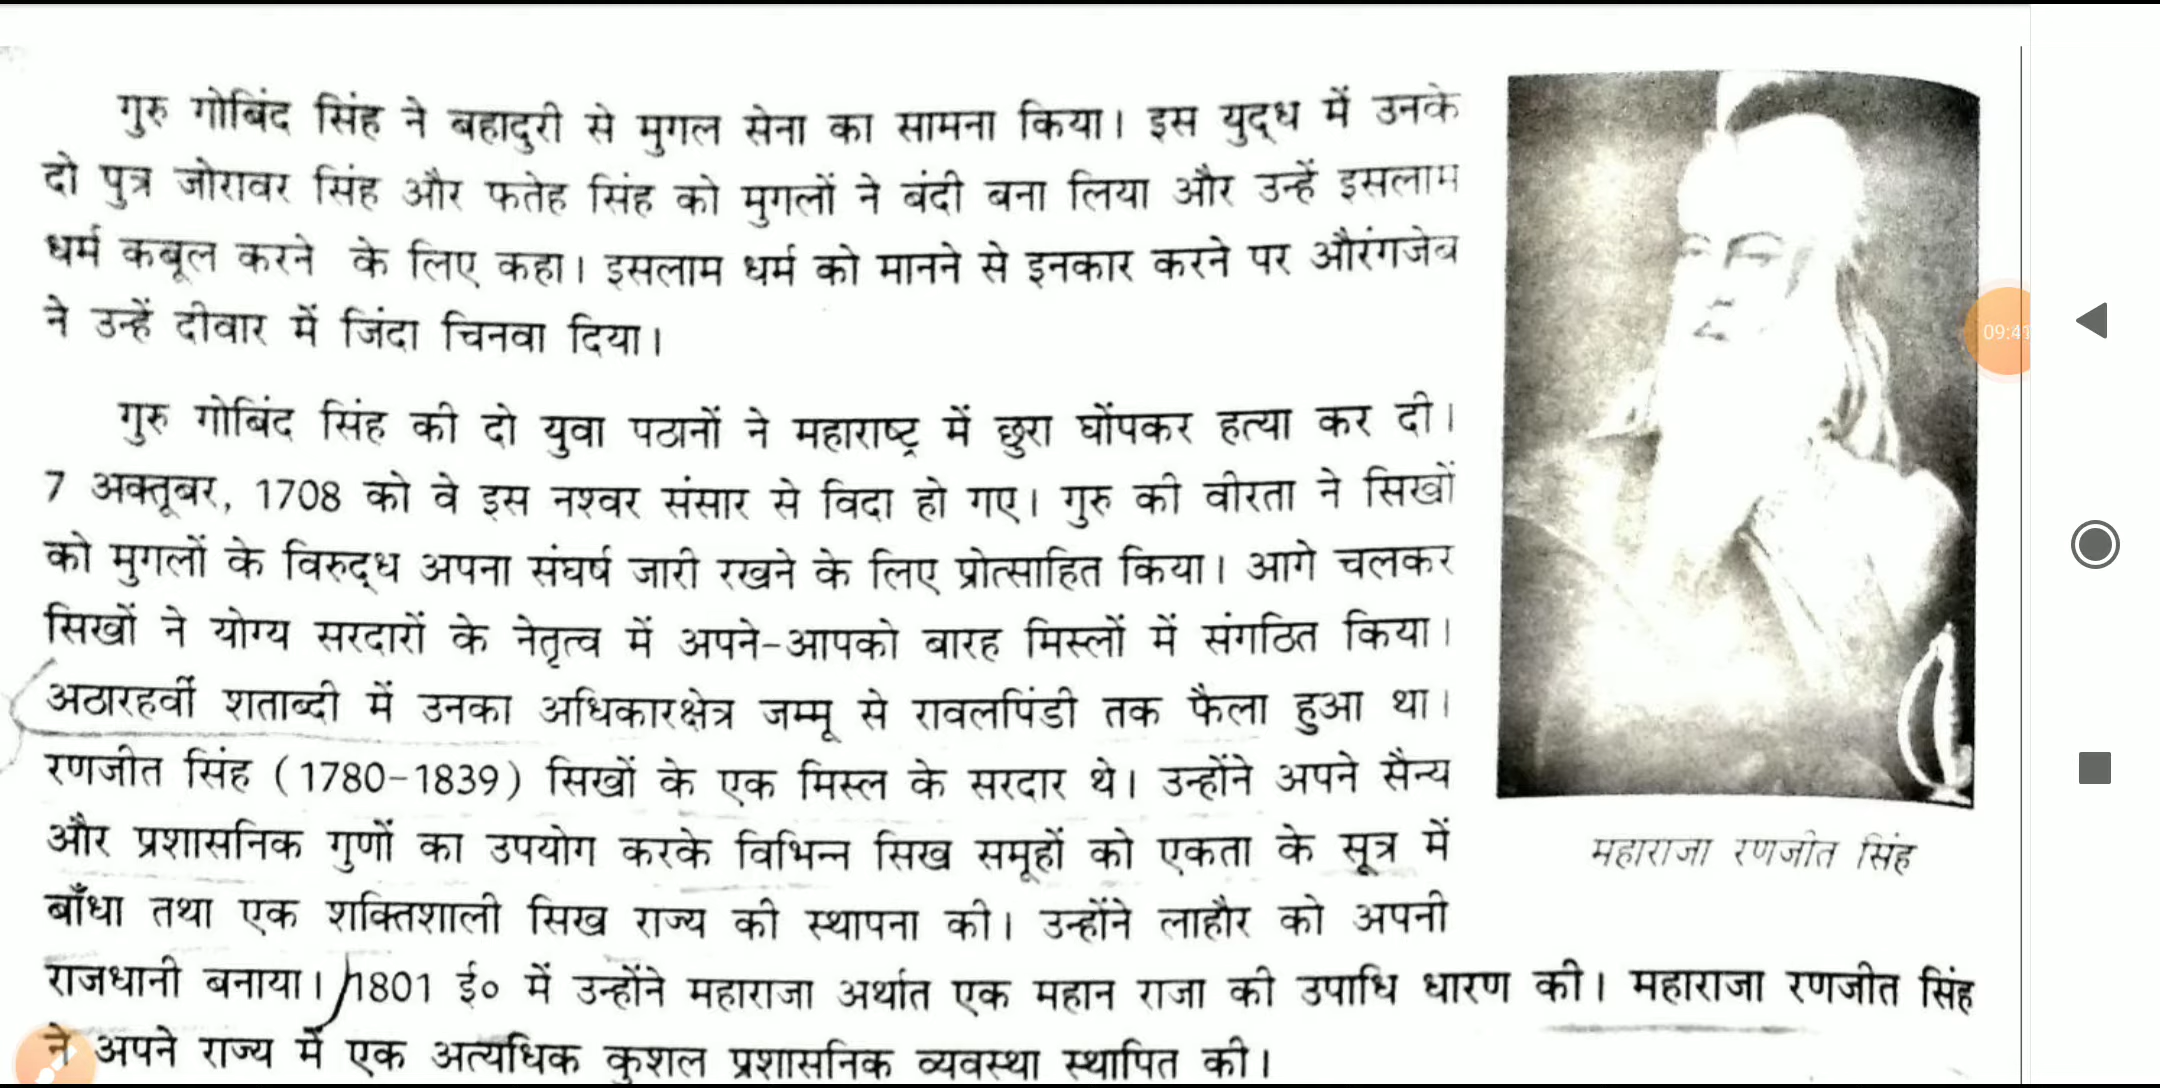 गुरु गोबिंद सिंह ने बहादुरी से मुगल सेना का सामना किया। इस युद्ध में उनके
दो पुत्र जोरावर सिंह और फतेह सिंह को मुगलों ने बंदी बना लिया और उन्हें इसलाम
धर्म कबूल करने के लिए कहा। इसलाम धर्म को मानने से इनकार करने पर औरंगजेब
ने उन्हें दीवार में जिंदा चिनवा दिया।
गुरु गोबिंद सिंह की दो युवा पठानों ने महाराष्ट्र में छुरा घोंपकर हत्या कर दी।
7 अक्तूबर, 1708 को वे इस नश्वर संसार से विदा हो गए। गुरु की वीरता ने सिखों
को मुगलों के विरुद्ध अपना संघर्ष जारी रखने के लिए प्रोत्साहित किया। आगे चलकर
सिखों ने योग्य सरदारों के नेतृत्व में अपने-आपको बारह मिस्लों में संगठित किया।
अठारहवीं शताब्दी में उनका अधिकारक्षेत्र जम्मू से रावलपिंडी तक फैला हुआ था।
रणजीत सिंह (1780-1839) सिखों के एक मिस्ल के सरदार थे। उन्होंने अपने सैन्य
और प्रशासनिक गुणों का उपयोग करके विभिन्न सिख समूहों को एकता के सूत्र में
बाँधा तथा एक शक्तिशाली सिख राज्य की स्थापना की। उन्होंने लाहौर को अपनी
राजधानी बनाया। 1801 ई० में उन्होंने महाराजा अर्थात एक महान राजा की उपाधि धारण की। महाराजा रणजीत सिंह
ने अपने राज्य में एक अत्यधिक कुशल प्रशासनिक व्यवस्था स्थापित की।
महाराजा रणजीत सिंह
09:41